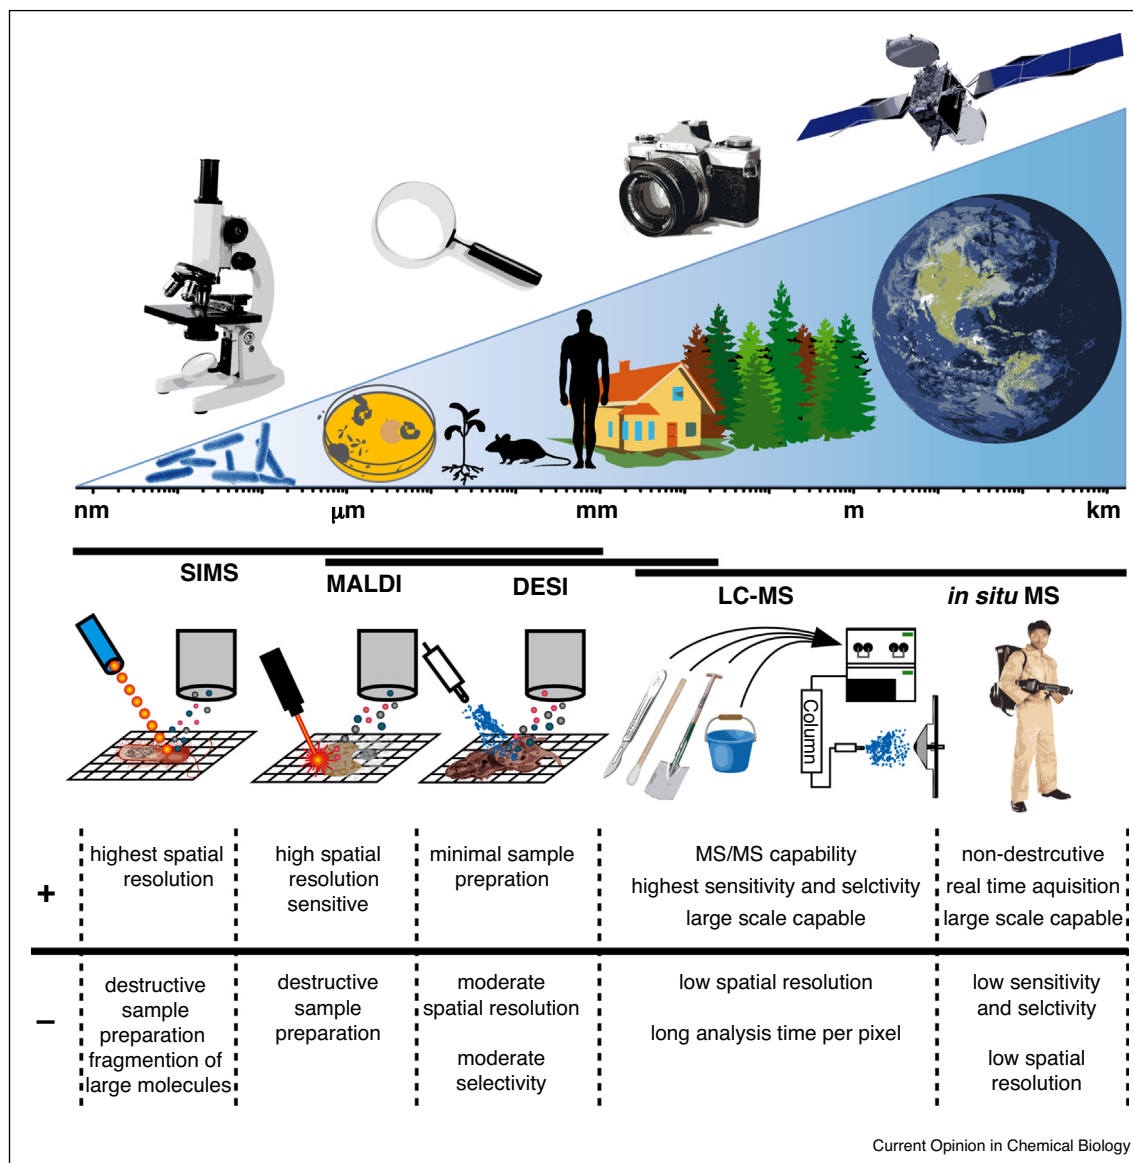 nm μm mm m km
SIMS
MALDI
DESI
LC-MS
in situ MS
Column
+
highest spatial
resolution
high spatial
resolution
sensitive
minimal sample
prepration
MS/MS capability
highest sensitivity and selctivity
large scale capable
non-destrcutive
real time aquisition
large scale capable
–
destructive
sample
preparation
fragmention of
large molecules
destructive
sample
preparation
moderate
spatial resolution
moderate
selectivity
low spatial resolution
long analysis time per pixel
low sensitivity
and selctivity
low spatial
resolution
Current Opinion in Chemical Biology